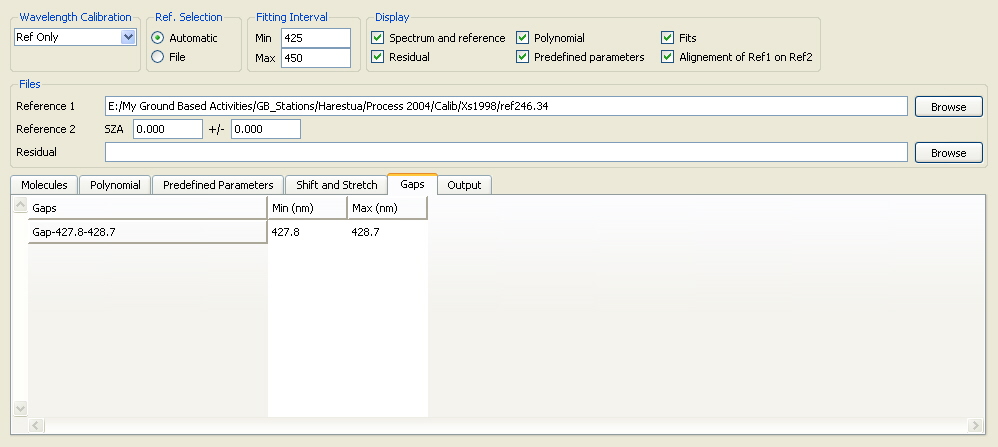 Wavelength Calibration Ref. Selection Fitting Interval Display
Ref Only Automatic Min 425 Spectrum and reference Polynomial Fits
File Max 450 Residual Predefined parameters Alignement of Ref1 on Ref2
Files
Reference 1 E:/My Ground Based Activities/GB_Stations/Harestua/Process 2004/Calib/Xs1998/ref246.34 Browse
Reference 2 SZA 0.000 +/- 0.000
Residual Browse
Molecules Polynomial Predefined Parameters Shift and Stretch Gaps Output
Gaps Min (nm) Max (nm)
Gap-427.8-428.7 427.8 428.7